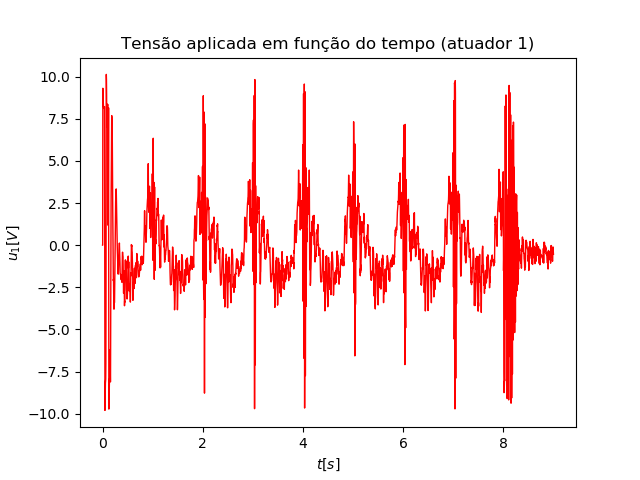 Tensão aplicada em função do tempo (atuador 1)
10.0
7.5
5.0
2.5
0.0
−2.5
−5.0
−7.5
−10.0
u₁[V]
0 2 4 6 8
t[s]